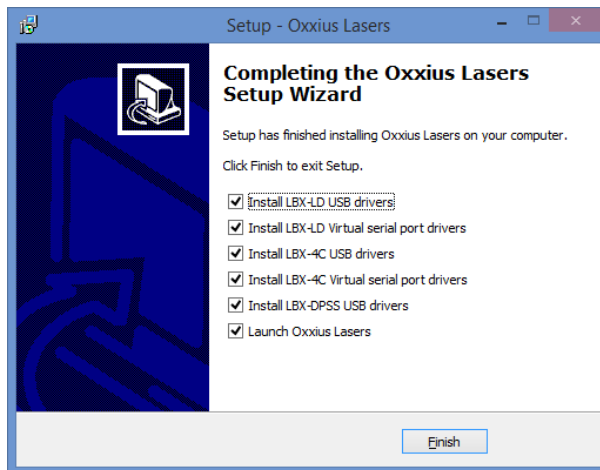 Setup - Oxxius Lasers
Completing the Oxxius Lasers
Setup Wizard
Setup has finished installing Oxxius Lasers on your computer.
Click Finish to exit Setup.
Install LBX-LD USB drivers
Install LBX-LD Virtual serial port drivers
Install LBX-4C USB drivers
Install LBX-4C Virtual serial port drivers
Install LBX-DPSS USB drivers
Launch Oxxius Lasers
Finish